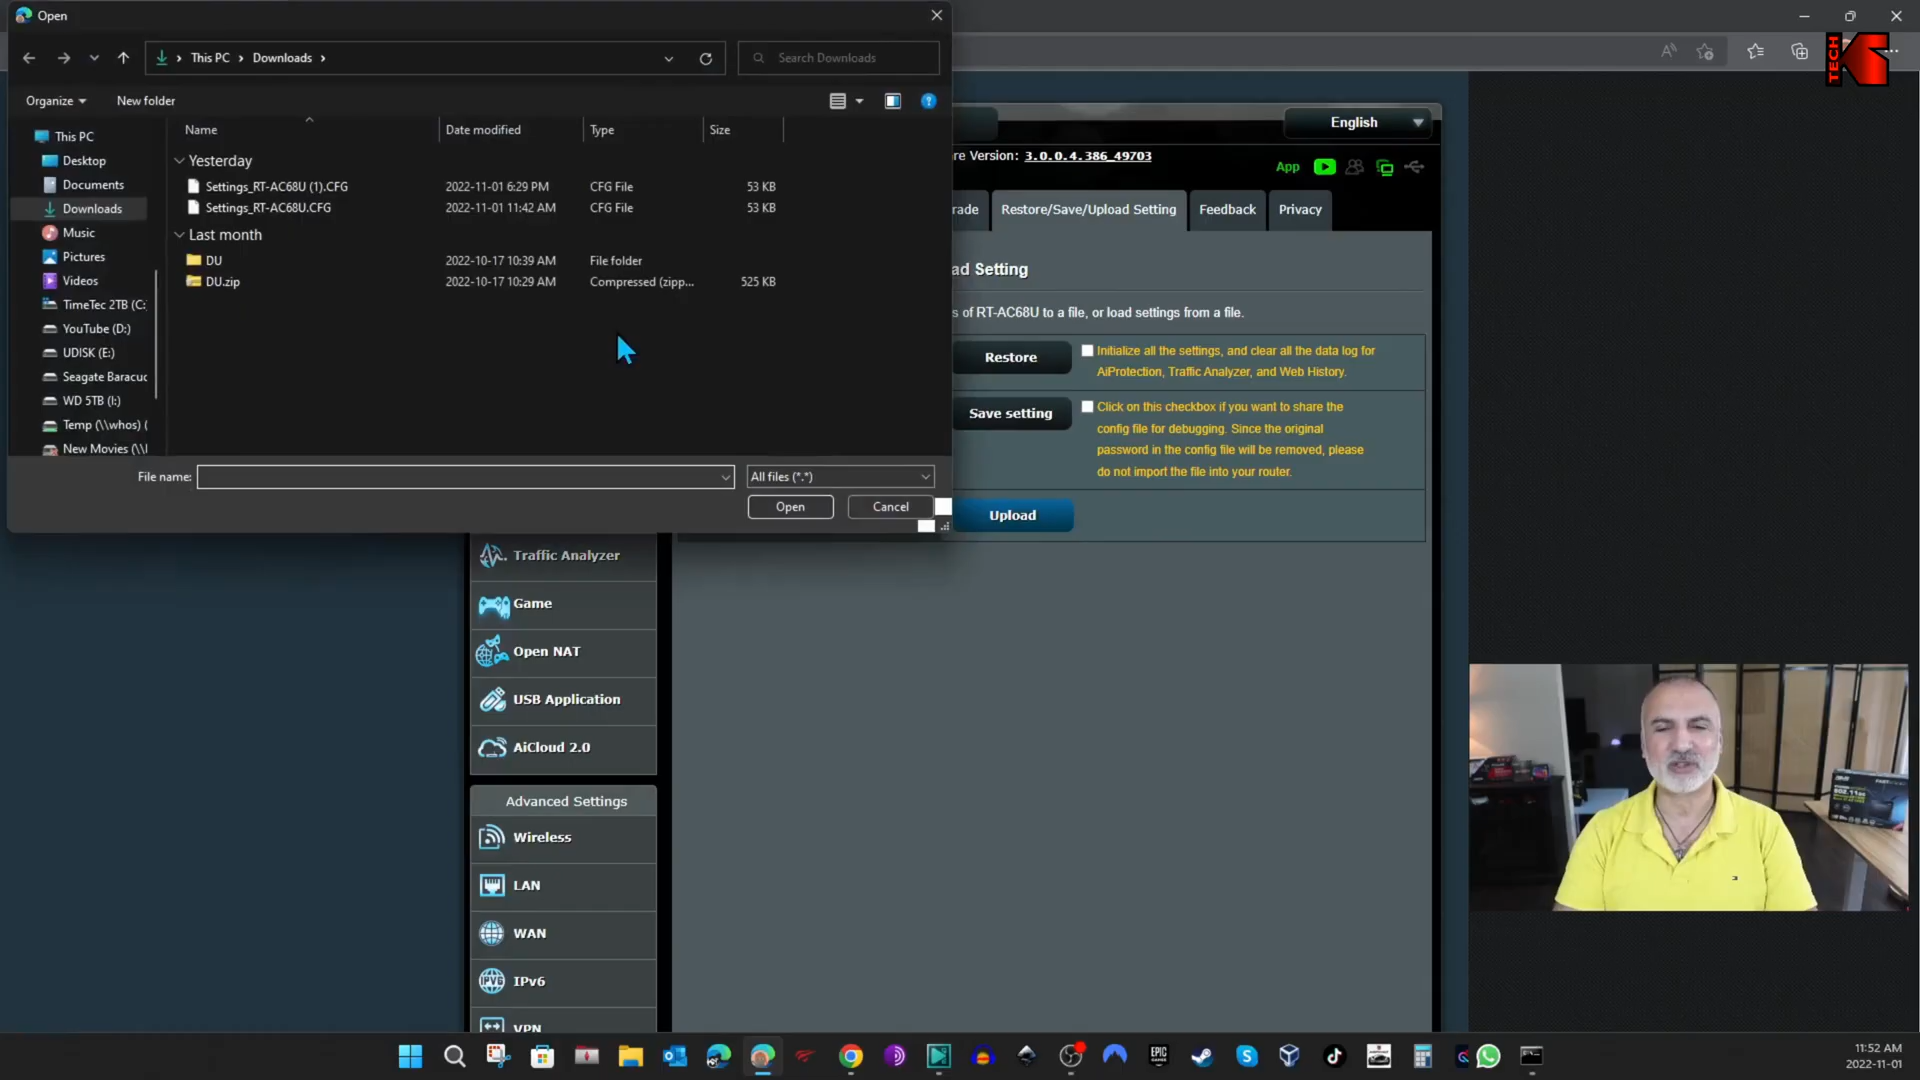 Open
This PC
Downloads
Search Downloads
Organize
New folder
Name
Date modified
Type
Size
This PC
Desktop
Documents
Downloads
Music
Pictures
Videos
TimeTec 2TB (C:
YouTube (D:)
UDISK (E:)
Seagate Baracuc
WD 5TB (I:)
Temp (\\whos) (
New Movies (\\l
Yesterday
Settings_RT-AC68U (1).CFG 2022-11-01 6:29 PM CFG File 53 KB
Settings_RT-AC68U.CFG 2022-11-01 11:42 AM CFG File 53 KB
Last month
DU 2022-10-17 10:39 AM File folder
DU.zip 2022-10-17 10:29 AM Compressed (zipp... 525 KB
File name:
All files (*.*)
Open
Cancel
TECH
K
English
re Version: 3.0.0.4.386_49703
App
rade
Restore/Save/Upload Setting
Feedback
Privacy
ad Setting
s of RT-AC68U to a file, or load settings from a file.
Restore
Initialize all the settings, and clear all the data log for
AiProtection, Traffic Analyzer, and Web History.
Save setting
Click on this checkbox if you want to share the
config file for debugging. Since the original
password in the config file will be removed, please
do not import the file into your router.
Upload
Traffic Analyzer
Game
Open NAT
USB Application
AiCloud 2.0
Advanced Settings
Wireless
LAN
WAN
IPv6
VPN
EPIC
11:52 AM
2022-11-01